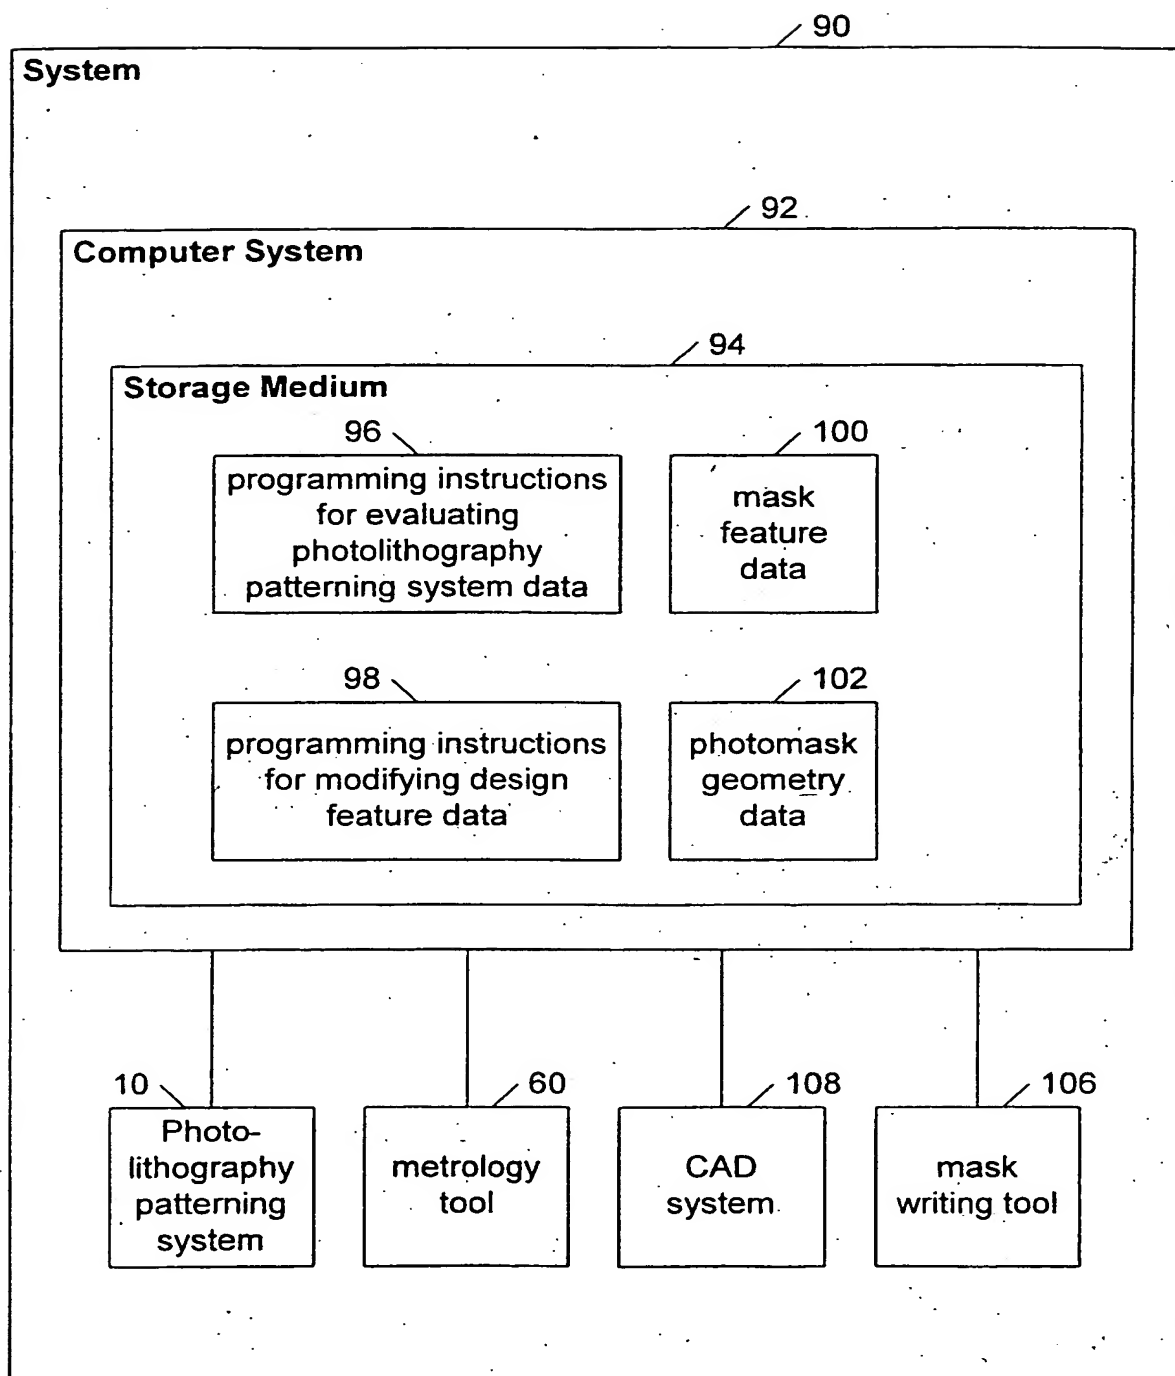 90
System
92
Computer System
94
Storage Medium
96
100
programming instructions
for evaluating
photolithography
patterning system data
mask
feature
data
98
102
programming instructions
for modifying design
feature data
photomask
geometry
data
10
60
108
106
Photo-
lithography
patterning
system
metrology
tool
CAD
system
mask
writing tool